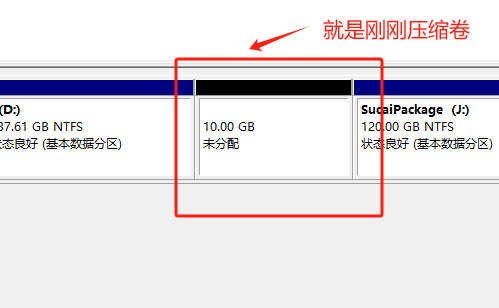 就是刚刚压缩卷
(D:)
37.61 GB NTFS
状态良好 (基本数据分区)
10.00 GB
未分配
SucaiPackage (J:)
120.00 GB NTFS
状态良好 (基本数据分区)